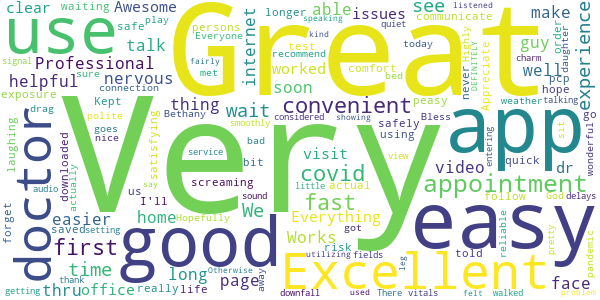 clear
waiting
Awesome
safe
play
longer
persons
Everyone
speaking
able
issues
communicate
kind
quiet
see
listened
today
make
order
daughter
guy
use
Great
talk
Professional
nervous
helpful
internet
met
fairly
test
recommend
worked
comfort
bed
soon
peasy
never
Highly
DEFINITELY
Appreciate
charm
well
pcp
hope
talking
experience
exposure
sure
signal
connection
Kept
thing
drag
polite
goes
nice
Bethany
wait
convenient
safely
using
Bless
weather
app
wonderful
laughing
doctor
Very
downloaded
actually
us
satisfying
smoothly
considered
showing
service
bad
bit
visit
view
covid
video
quick
entering
sit
dr
easy
audio
say
I'll
screaming
sound
little
actual
appointment
forget
easier
home
We
fast
Everything
follow
God
delays
saved
setting
Hopefully
got
told
reliable
pretty
pandemic
first
good
Works
risk
fields
leg
Excellent
face
time
long
page
utilizing
thru
office
really
life
away
getting
thank
Otherwise
downfall
used
There
vitals
felt
walked
problem